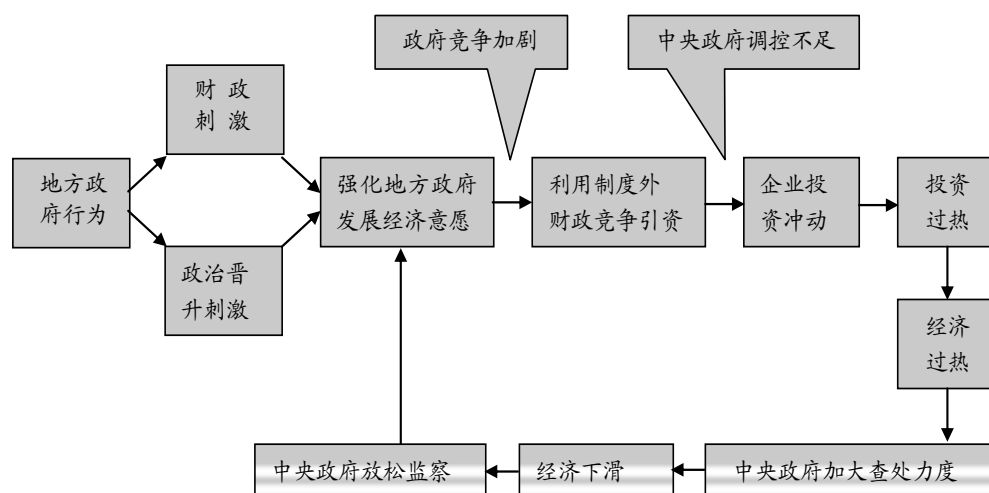 政府竞争加剧
中央政府调控不足
财 政
刺 激
地方政
府行为
强化地方政府
发展经济意愿
利用制度外
财政竞争引资
企业投
资冲动
投资
过热
政治晋
升刺激
经济
过热
中央政府放松监察
经济下滑
中央政府加大查处力度